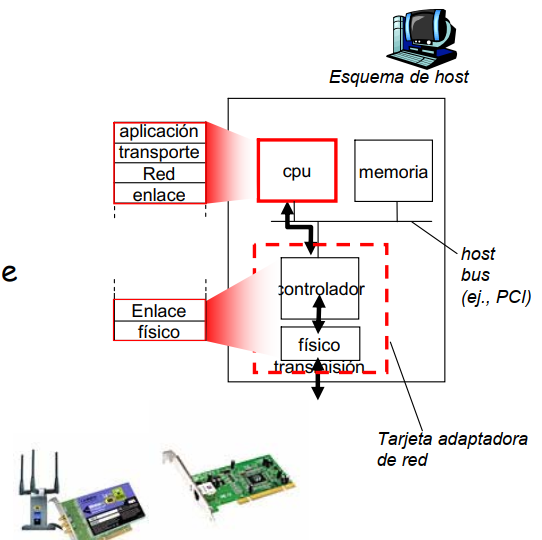 Esquema de host
aplicación
transporte
Red
enlace
cpu
memoria
host
bus
(ej., PCI)
e
controlador
Enlace
físico
físico
transmisión
Tarjeta adaptadora
de red